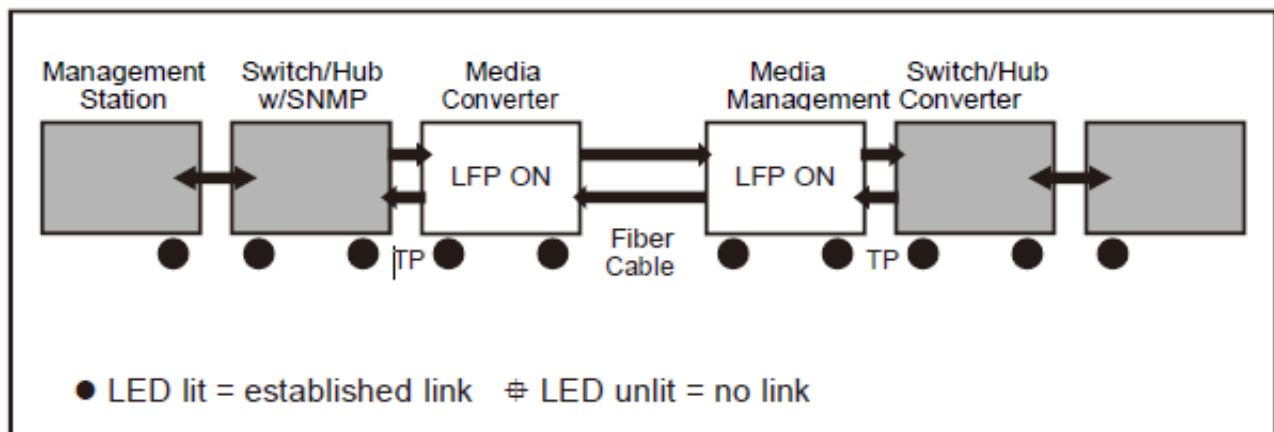 Management Switch/Hub Media Media Switch/Hub
Station w/SNMP Converter Management Converter
LFP ON LFP ON
TP Fiber TP
Cable
● LED lit = established link ⌗ LED unlit = no link